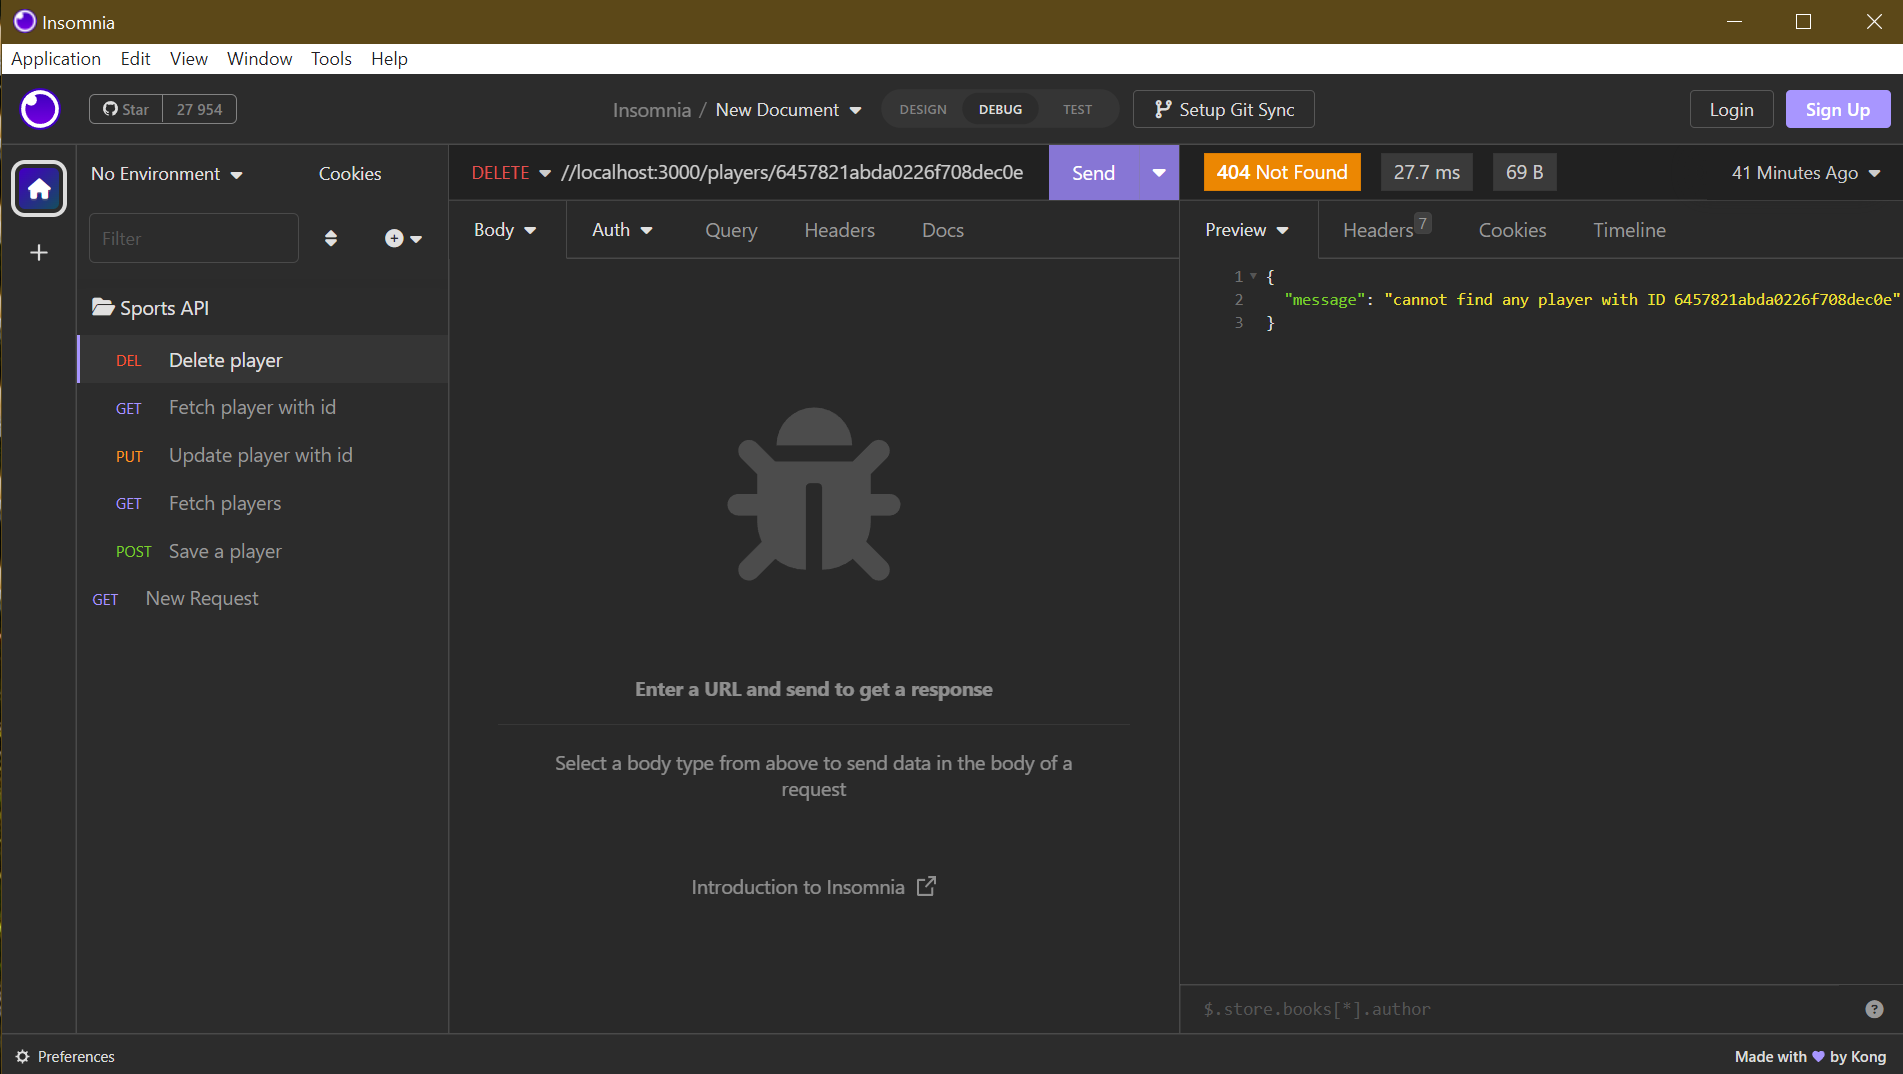 Insomnia
Application Edit View Window Tools Help
Star 27 954
Insomnia / New Document
DESIGN DEBUG TEST
Setup Git Sync
Login Sign Up
No Environment Cookies
DELETE //localhost:3000/players/6457821abda0226f708dec0e Send
404 Not Found 27.7 ms 69 B 41 Minutes Ago
Filter
Body Auth Query Headers Docs
Preview Headers 7 Cookies Timeline
Sports API
DEL Delete player
GET Fetch player with id
PUT Update player with id
GET Fetch players
POST Save a player
GET New Request
1 {
2 "message": "cannot find any player with ID 6457821abda0226f708dec0e"
3 }
Enter a URL and send to get a response
Select a body type from above to send data in the body of a
request
Introduction to Insomnia
$.store.books[*].author ?
Preferences
Made with by Kong